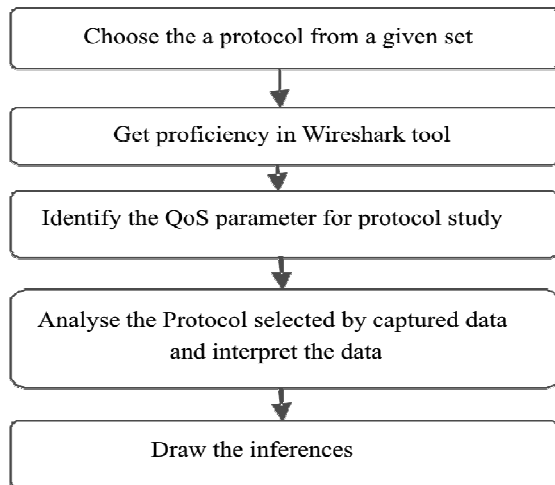 Choose the a protocol from a given set
Get proficiency in Wireshark tool
Identify the QoS parameter for protocol study
Analyse the Protocol selected by captured data
and interpret the data
Draw the inferences